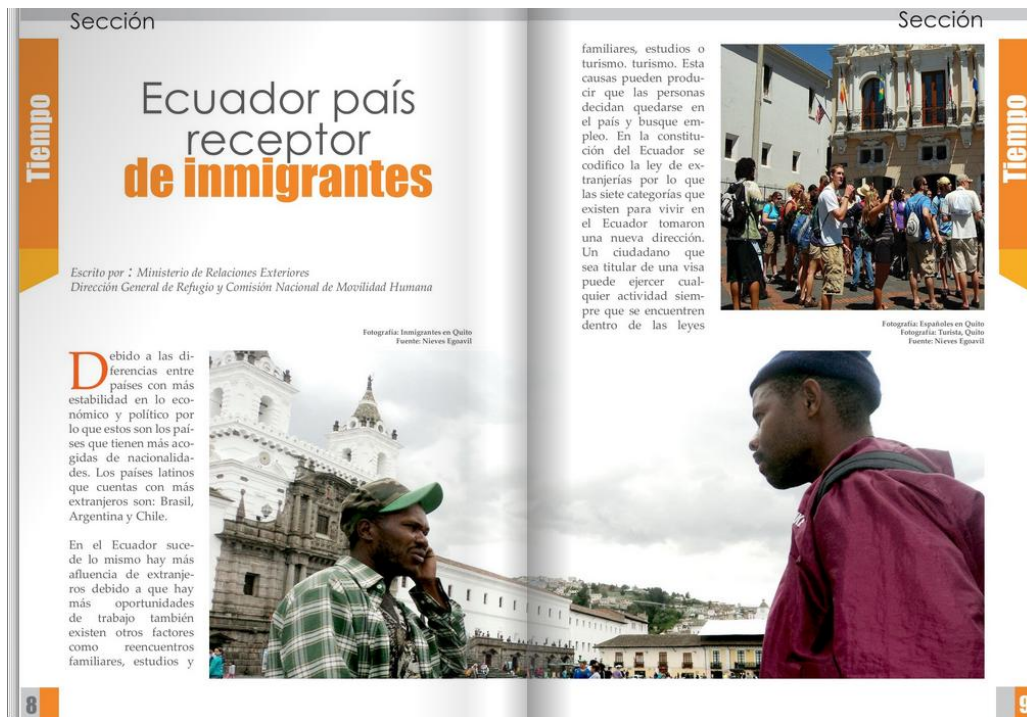 Sección
Tiempo
Ecuador país
receptor
de inmigrantes
Escrito por : Ministerio de Relaciones Exteriores
Dirección General de Refugio y Comisión Nacional de Movilidad Humana
Fotografía: Inmigrantes en Quito
Fuente: Nieves Egoavil
Debido a las di-
ferencias entre
países con más
estabilidad en lo eco-
nómico y político por
lo que estos son los paí-
ses que tienen más aco-
gidas de nacionalida-
des. Los países latinos
que cuentas con más
extranjeros son: Brasil,
Argentina y Chile.
En el Ecuador suce-
de lo mismo hay más
afluencia de extranje-
ros debido a que hay
más oportunidades
de trabajo también
existen otros factores
como reencuentros
familiares, estudios y
8
Sección
Tiempo
familiares, estudios o
turismo. turismo. Esta
causas pueden produ-
cir que las personas
decidan quedarse en
el país y busque em-
pleo. En la constitu-
ción del Ecuador se
codifico la ley de ex-
tranjerías por lo que
las siete categorías que
existen para vivir en
el Ecuador tomaron
una nueva dirección.
Un ciudadano que
sea titular de una visa
puede ejercer cual-
quier actividad siem-
pre que se encuentren
dentro de las leyes
Fotografía: Españoles en Quito
Fotografía: Turista, Quito
Fuente: Nieves Egoavil
9